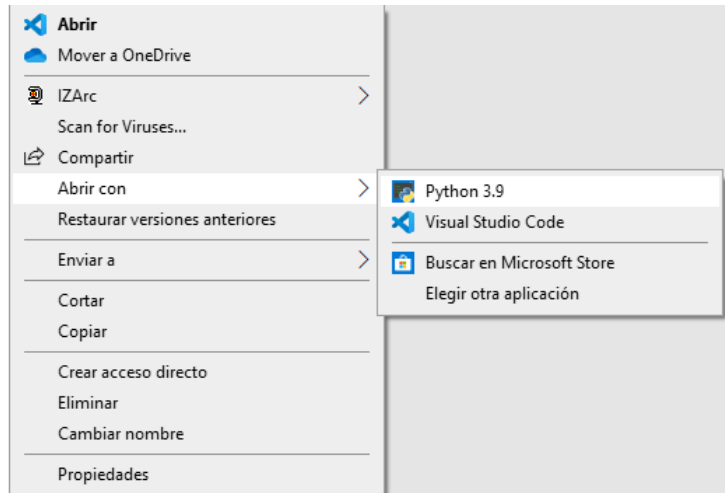 Abrir
Mover a OneDrive
IZArc
Scan for Viruses...
Compartir
Abrir con
Restaurar versiones anteriores
Enviar a
Cortar
Copiar
Crear acceso directo
Eliminar
Cambiar nombre
Propiedades
Python 3.9
Visual Studio Code
Buscar en Microsoft Store
Elegir otra aplicación